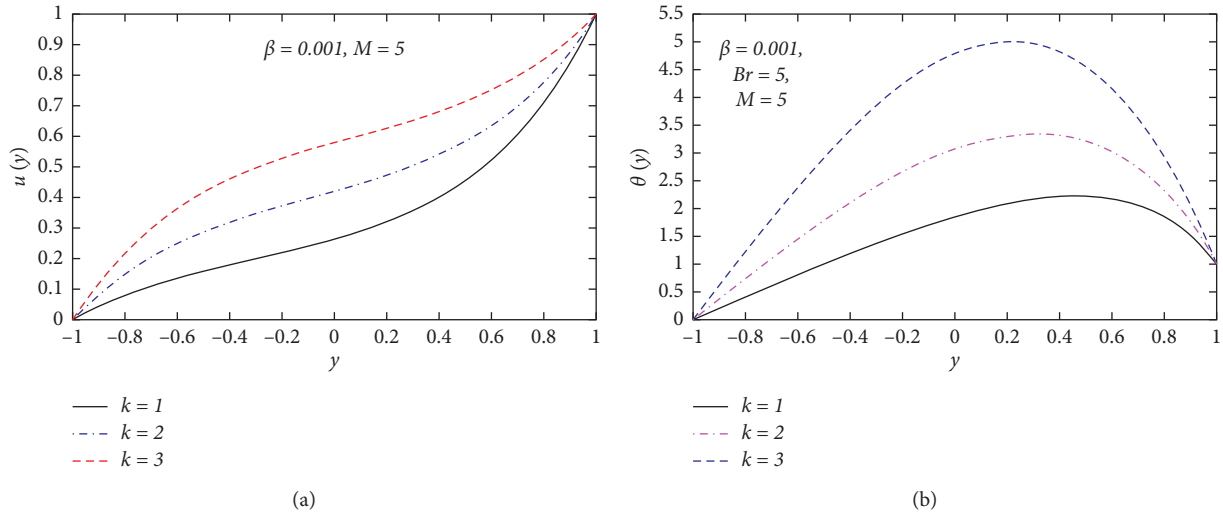 1
0.9
0.8
0.7
0.6
0.5
0.4
0.3
0.2
0.1
0
u (y)
β = 0.001, M = 5
−1
−0.8
−0.6
−0.4
−0.2
0
0.2
0.4
0.6
0.8
1
y
k = 1
k = 2
k = 3
(a)
5.5
5
4.5
4
3.5
3
2.5
2
1.5
1
0.5
0
θ (y)
β = 0.001,
Br = 5,
M = 5
−1
−0.8
−0.6
−0.4
−0.2
0
0.2
0.4
0.6
0.8
1
y
k = 1
k = 2
k = 3
(b)